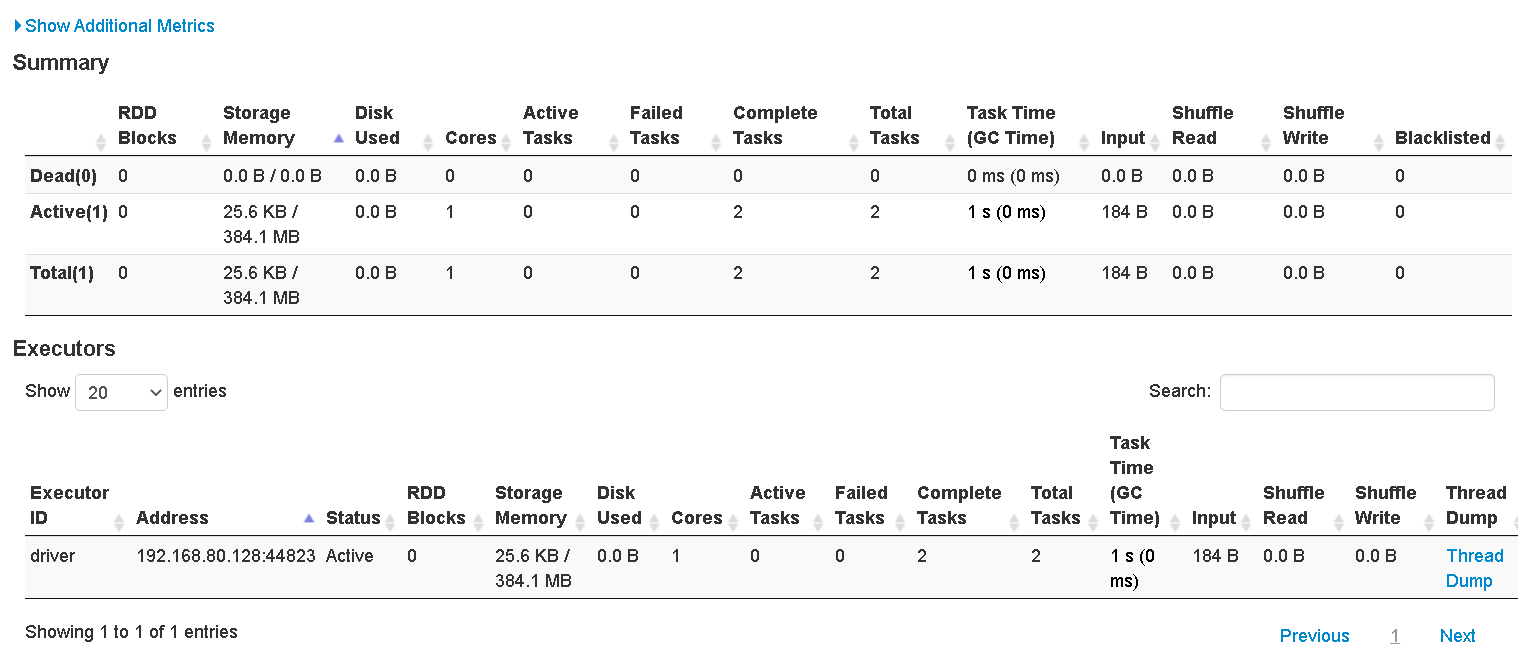 Show Additional Metrics
Summary
RDD Blocks Storage Memory Disk Used Cores Active Tasks Failed Tasks Complete Tasks Total Tasks Task Time (GC Time) Input Shuffle Read Shuffle Write Blacklisted
Dead(0) 0 0.0 B / 0.0 B 0.0 B 0 0 0 0 0 0 ms (0 ms) 0.0 B 0.0 B 0.0 B 0
Active(1) 0 25.6 KB / 384.1 MB 0.0 B 1 0 0 2 2 1 s (0 ms) 184 B 0.0 B 0.0 B 0
Total(1) 0 25.6 KB / 384.1 MB 0.0 B 1 0 0 2 2 1 s (0 ms) 184 B 0.0 B 0.0 B 0
Executors
Show 20 entries Search:
Executor ID Address Status RDD Blocks Storage Memory Disk Used Cores Active Tasks Failed Tasks Complete Tasks Total Tasks Task Time (GC Time) Input Shuffle Read Shuffle Write Thread Dump
driver 192.168.80.128:44823 Active 0 25.6 KB / 384.1 MB 0.0 B 1 0 0 2 2 1 s (0 ms) 184 B 0.0 B 0.0 B Thread Dump
Showing 1 to 1 of 1 entries
Previous 1 Next